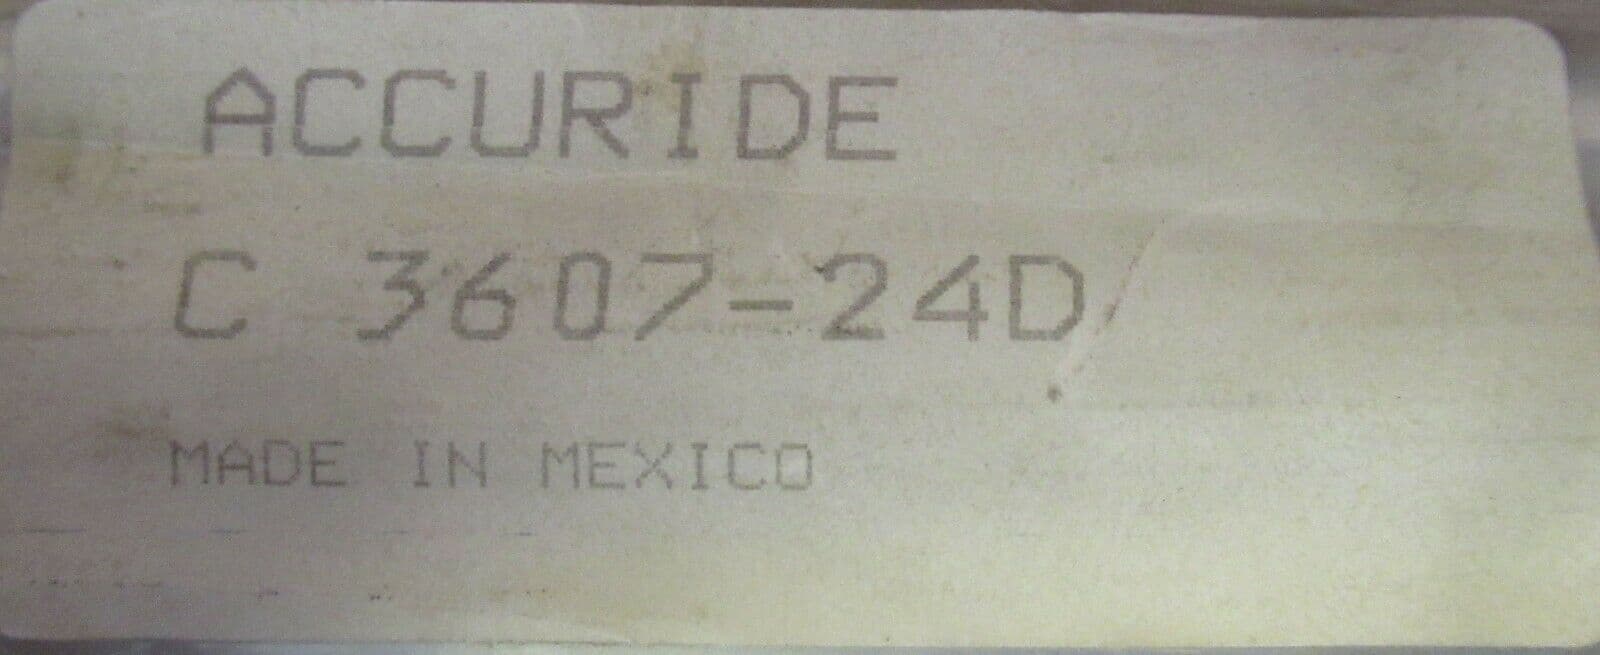 ACCURIDE
C 3607-24D
MADE IN MEXICO